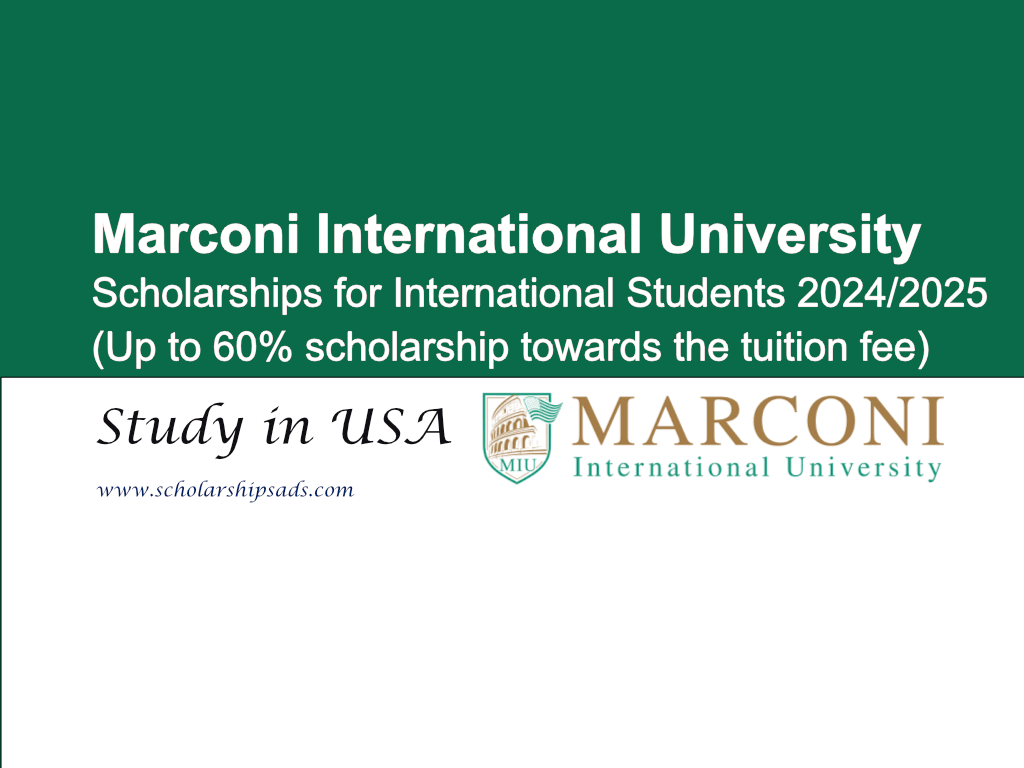 Marconi International University
Scholarships for International Students 2024/2025
(Up to 60% scholarship towards the tuition fee)
Study in USA
www.scholarshipsads.com
MIU
MARCONI
International University